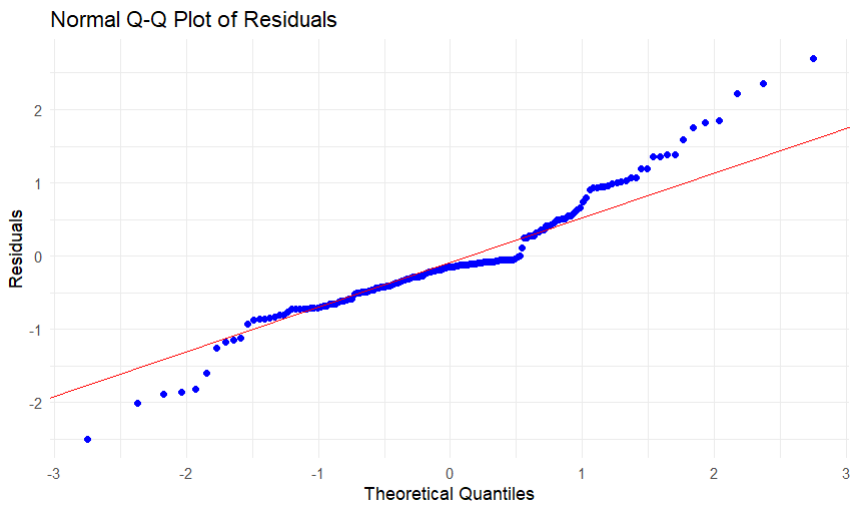 Normal Q-Q Plot of Residuals
2
1
0
-1
-2
Residuals
-3 -2 -1 0 1 2 3
Theoretical Quantiles